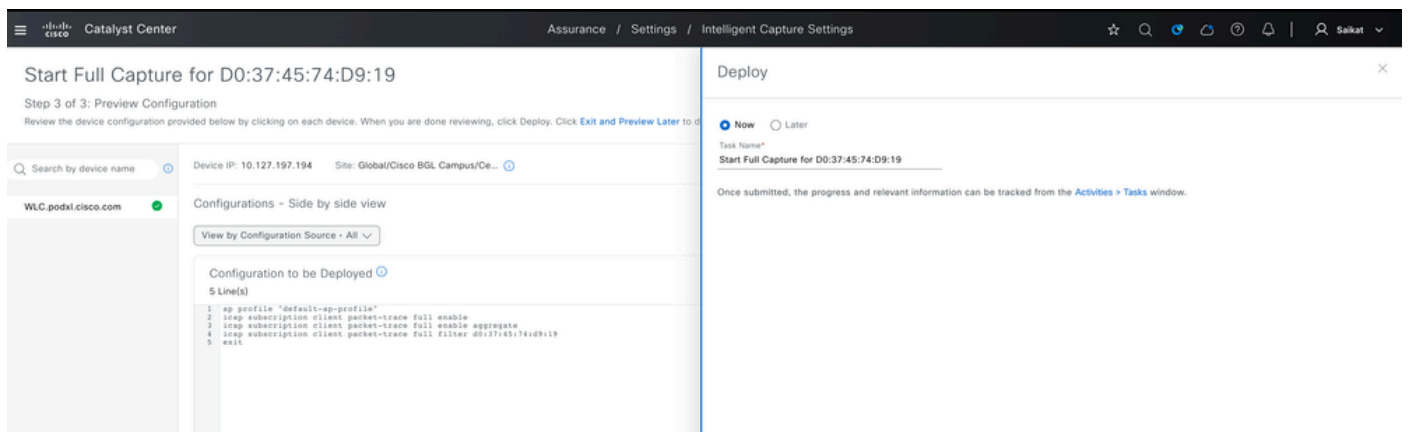 cisco Catalyst Center
Assurance / Settings / Intelligent Capture Settings
Saikat
Start Full Capture for D0:37:45:74:D9:19
Step 3 of 3: Preview Configuration
Review the device configuration provided below by clicking on each device. When you are done reviewing, click Deploy. Click Exit and Preview Later to d
Search by device name
WLC.podxl.cisco.com
Device IP: 10.127.197.194 Site: Global/Cisco BGL Campus/Ce...
Configurations - Side by side view
View by Configuration Source - All
Configuration to be Deployed
5 Line(s)
1 ap profile "default-ap-profile"
2 icap subscription client packet-trace full enable
3 icap subscription client packet-trace full enable aggregate
4 icap subscription client packet-trace full filter d0:37:45:74:d9:19
5 exit
Deploy
Now Later
Task Name*
Start Full Capture for D0:37:45:74:D9:19
Once submitted, the progress and relevant information can be tracked from the Activities > Tasks window.